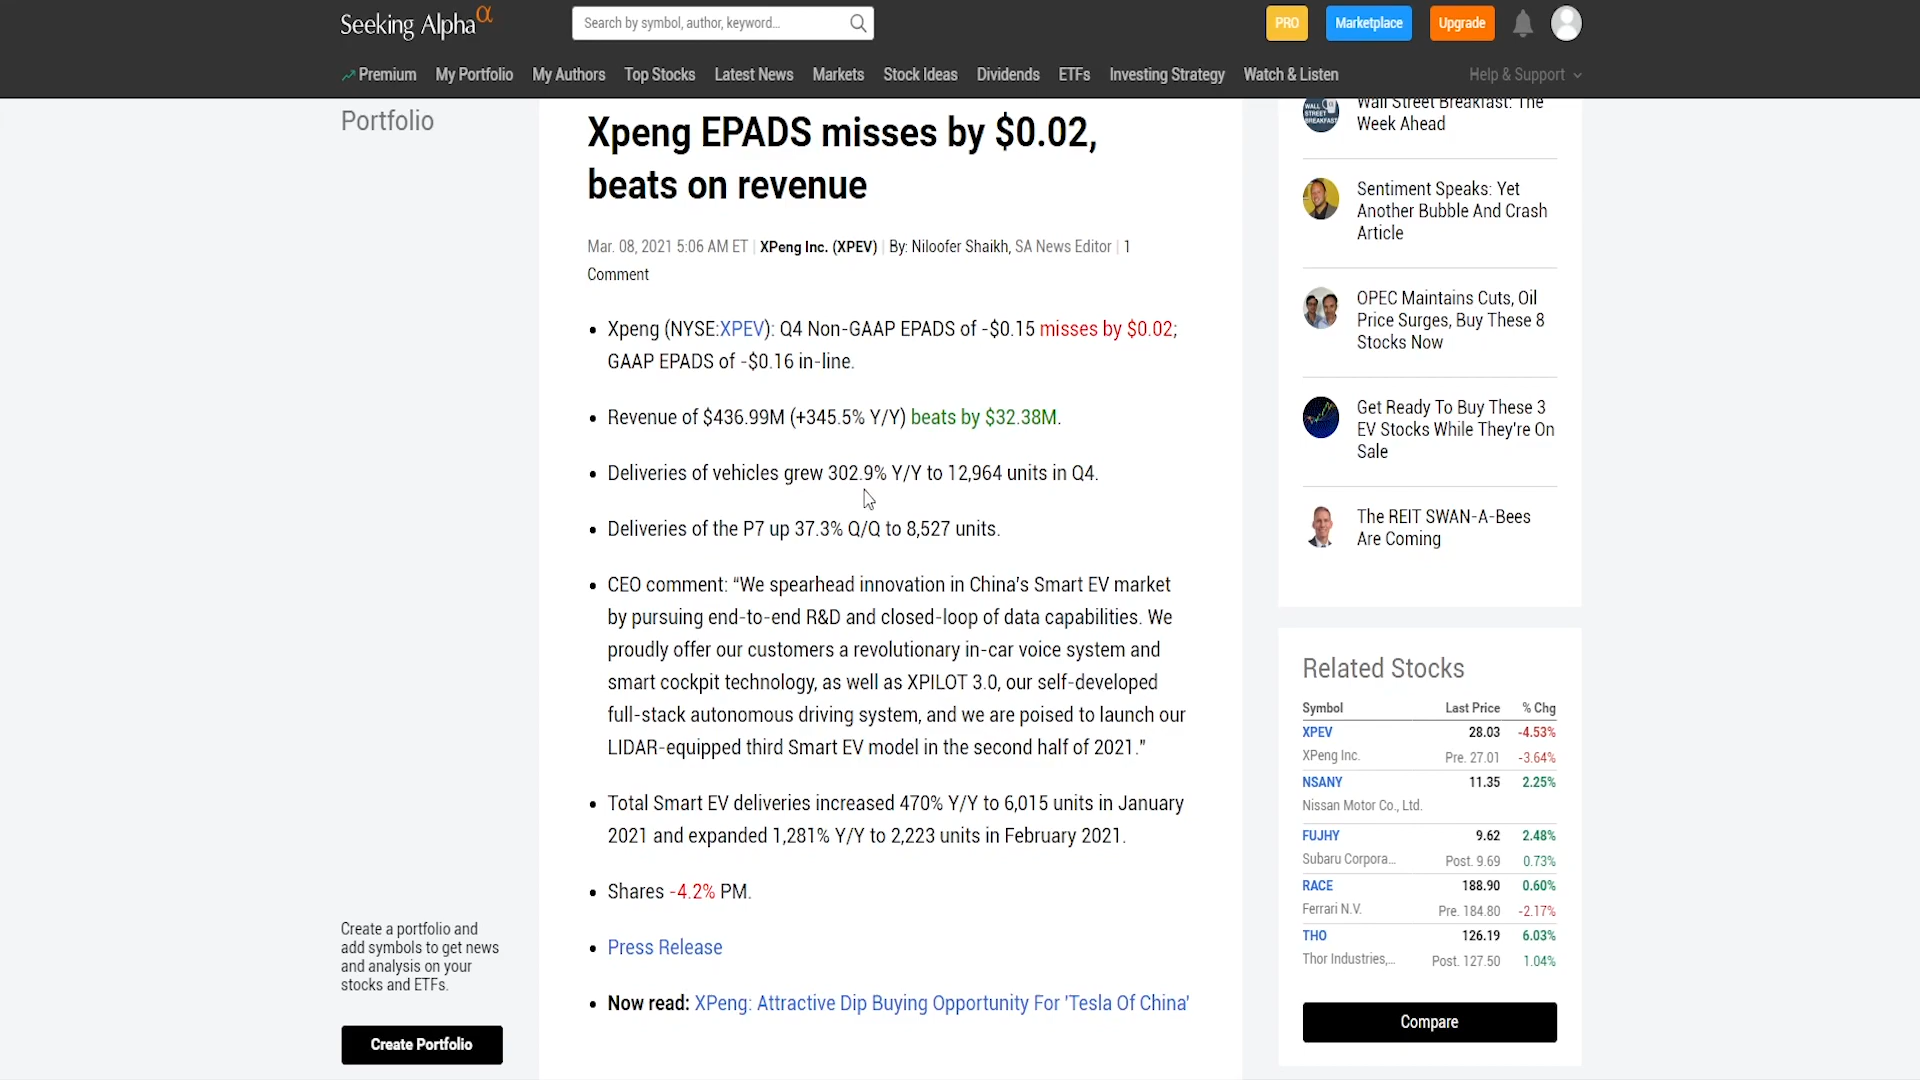 Seeking Alpha α
Search by symbol, author, keyword...
PRO
Marketplace
Upgrade
Premium My Portfolio My Authors Top Stocks Latest News Markets Stock Ideas Dividends ETFs Investing Strategy Watch & Listen Help & Support
Portfolio
Xpeng EPADS misses by $0.02,
beats on revenue
Mar. 08, 2021 5:06 AM ET | XPeng Inc. (XPEV) | By: Niloofer Shaikh, SA News Editor | 1
Comment
• Xpeng (NYSE:XPEV): Q4 Non-GAAP EPADS of -$0.15 misses by $0.02;
GAAP EPADS of -$0.16 in-line.
• Revenue of $436.99M (+345.5% Y/Y) beats by $32.38M.
• Deliveries of vehicles grew 302.9% Y/Y to 12,964 units in Q4.
• Deliveries of the P7 up 37.3% Q/Q to 8,527 units.
• CEO comment: “We spearhead innovation in China’s Smart EV market
by pursuing end-to-end R&D and closed-loop of data capabilities. We
proudly offer our customers a revolutionary in-car voice system and
smart cockpit technology, as well as XPILOT 3.0, our self-developed
full-stack autonomous driving system, and we are poised to launch our
LIDAR-equipped third Smart EV model in the second half of 2021.”
• Total Smart EV deliveries increased 470% Y/Y to 6,015 units in January
2021 and expanded 1,281% Y/Y to 2,223 units in February 2021.
• Shares -4.2% PM.
• Press Release
• Now read: XPeng: Attractive Dip Buying Opportunity For 'Tesla Of China'
Create a portfolio and
add symbols to get news
and analysis on your
stocks and ETFs.
Create Portfolio
WALL
STREET
BREAKFAST
Wall Street Breakfast: The
Week Ahead
Sentiment Speaks: Yet
Another Bubble And Crash
Article
OPEC Maintains Cuts, Oil
Price Surges, Buy These 8
Stocks Now
Get Ready To Buy These 3
EV Stocks While They're On
Sale
The REIT SWAN-A-Bees
Are Coming
Related Stocks
Symbol Last Price % Chg
XPEV 28.03 -4.53%
XPeng Inc. Pre. 27.01 -3.64%
NSANY 11.35 2.25%
Nissan Motor Co., Ltd.
FUJHY 9.62 2.48%
Subaru Corpora... Post. 9.69 0.73%
RACE 188.90 0.60%
Ferrari N.V. Pre. 184.80 -2.17%
THO 126.19 6.03%
Thor Industries,... Post. 127.50 1.04%
Compare